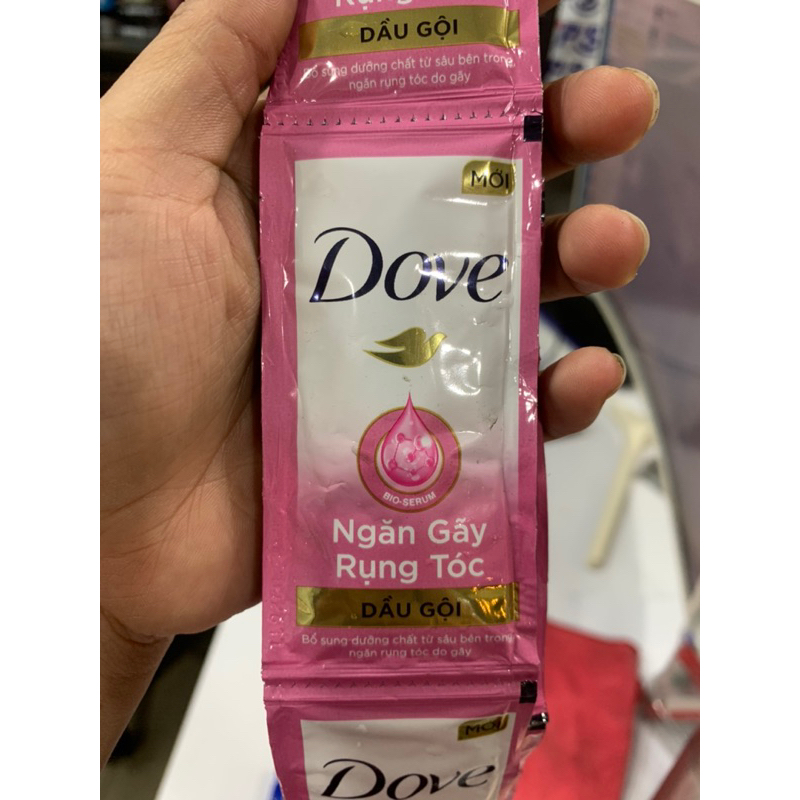 DẦU GỘI
Bổ sung dưỡng chất từ sâu bên trong
ngăn rụng tóc do gãy
MỚI
Dove
BIO-SERUM
Ngăn Gãy
Rụng Tóc
DẦU GỘI
Bổ sung dưỡng chất từ sâu bên trong
ngăn rụng tóc do gãy
MỚI
Dove